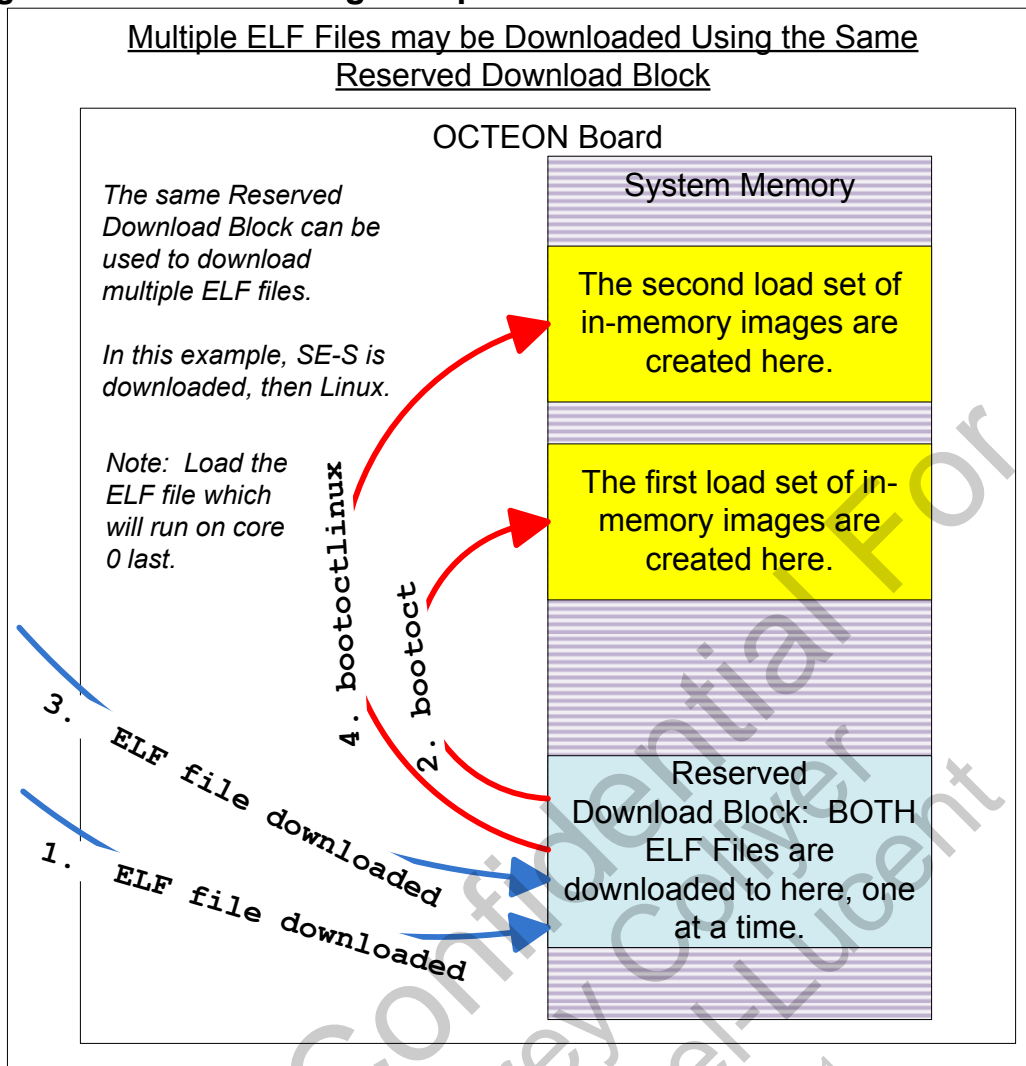 Multiple ELF Files may be Downloaded Using the Same
Reserved Download Block
OCTEON Board
The same Reserved
Download Block can be
used to download
multiple ELF files.
In this example, SE-S is
downloaded, then Linux.
Note: Load the
ELF file which
will run on core
0 last.
System Memory
The second load set of
in-memory images are
created here.
The first load set of in-
memory images are
created here.
4. bootoctlinux
2. bootoct
3. ELF file downloaded
1. ELF file downloaded
Reserved
Download Block: BOTH
ELF Files are
downloaded to here, one
at a time.
Confidential For